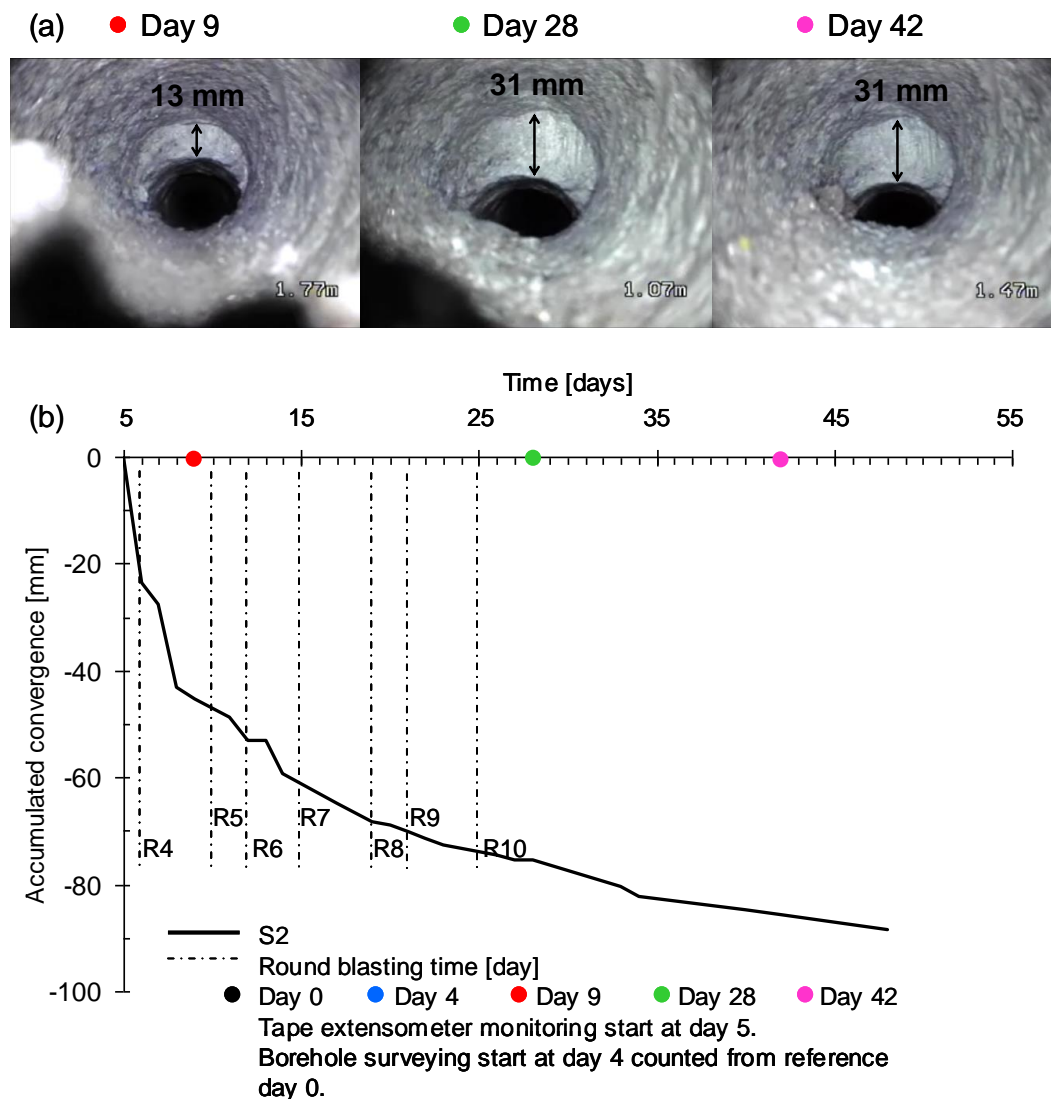 (a) Day 9 Day 28 Day 42
13 mm 31 mm 31 mm
1.77m 1.07m 1.47m
Time [days]
(b) 5 15 25 35 45 55
0
-20
-40
-60
-80
-100
Accumulated convergence [mm]
R4 R5 R6 R7 R8 R9 R10
S2
Round blasting time [day]
Day 0 Day 4 Day 9 Day 28 Day 42
Tape extensometer monitoring start at day 5.
Borehole surveying start at day 4 counted from reference
day 0.